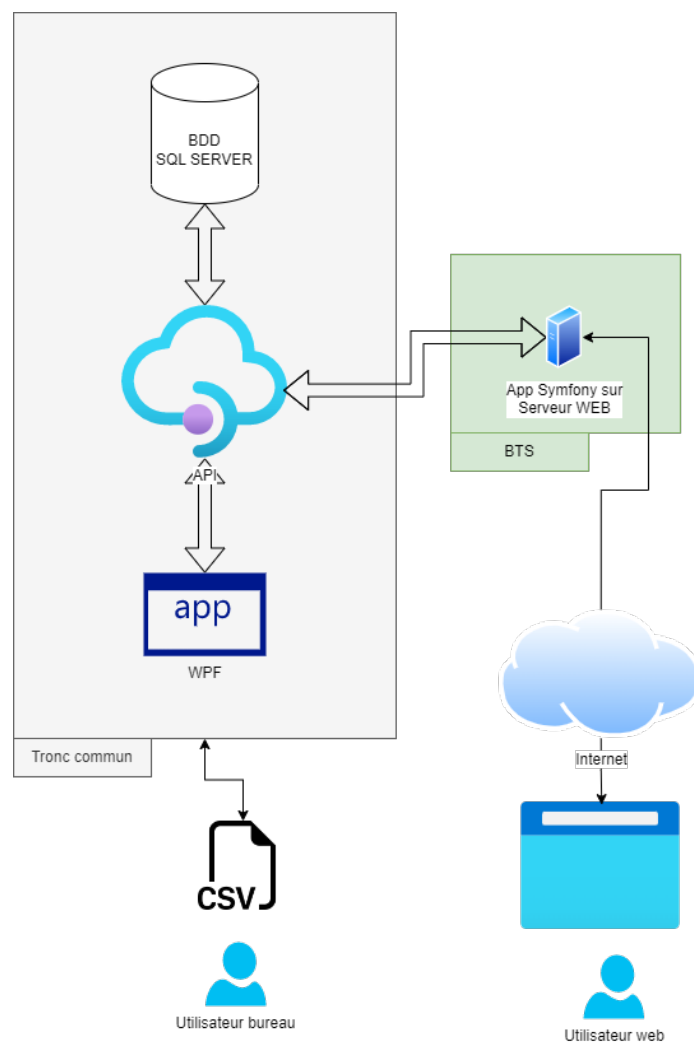 BDD
SQL SERVER
API
app
WPF
Tronc commun
App Symfony sur
Serveur WEB
BTS
Internet
CSV
Utilisateur bureau
Utilisateur web